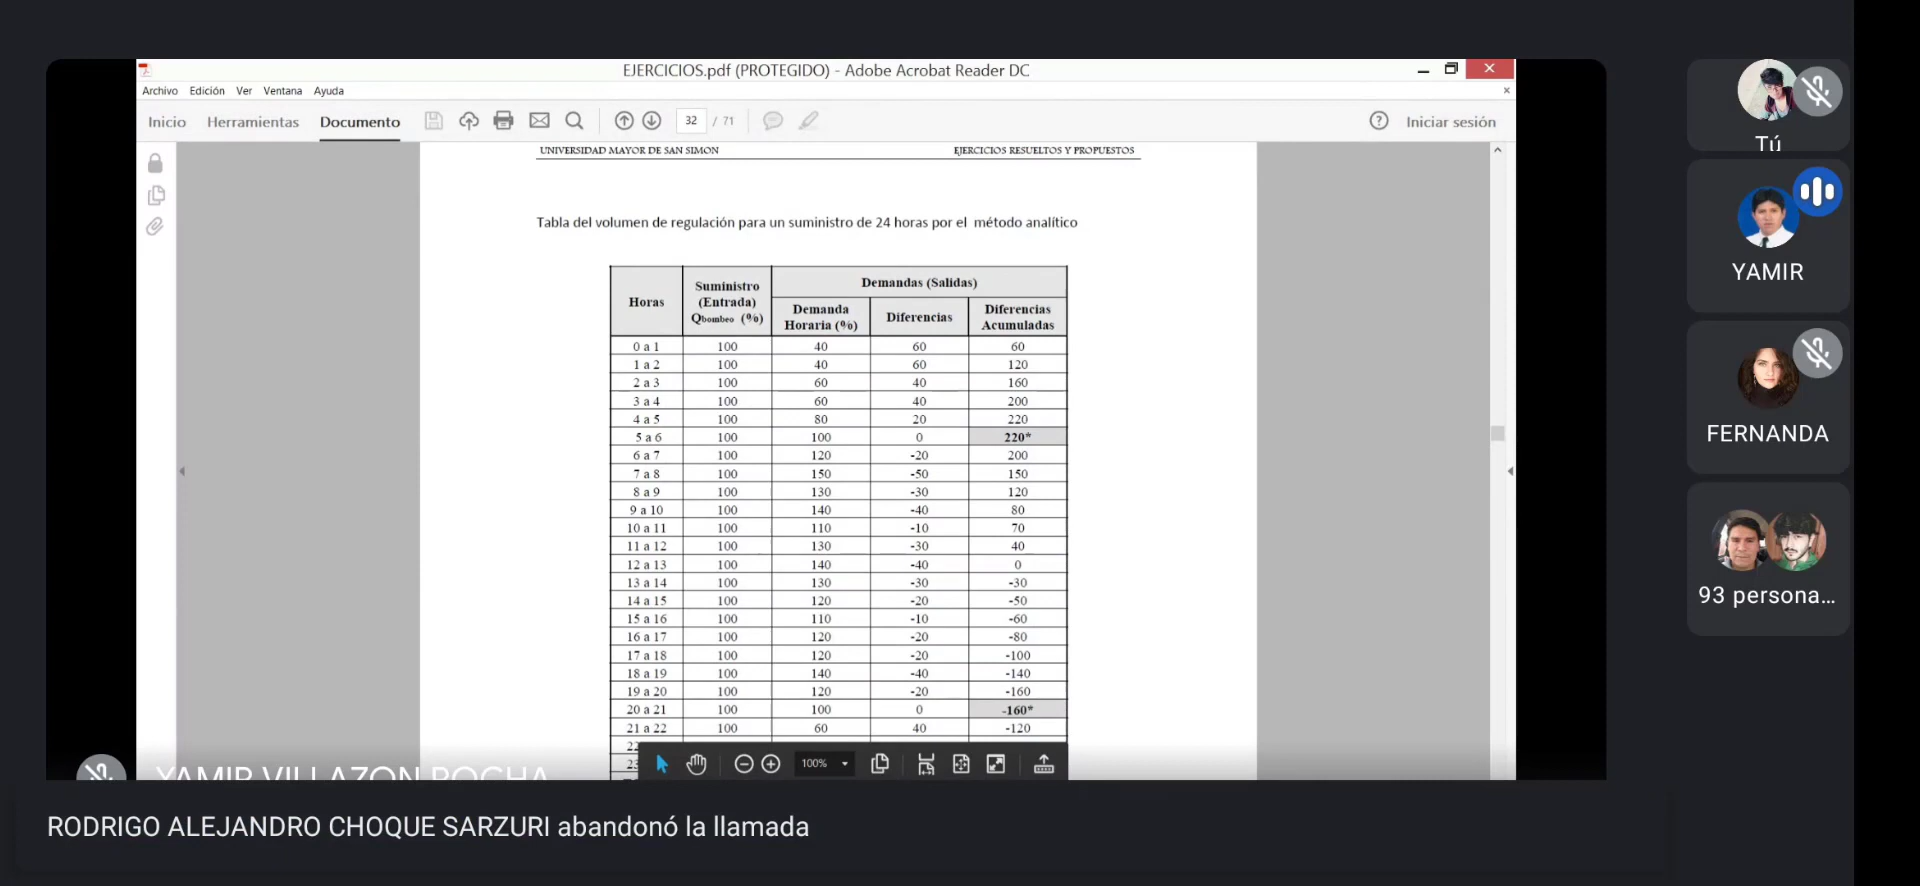 EJERCICIOS.pdf (PROTEGIDO) - Adobe Acrobat Reader DC
Archivo Edición Ver Ventana Ayuda
Inicio Herramientas Documento 32 / 71 Iniciar sesión
UNIVERSIDAD MAYOR DE SAN SIMON EJERCICIOS RESUELTOS Y PROPUESTOS
Tabla del volumen de regulación para un suministro de 24 horas por el método analítico
Horas Suministro (Entrada) Qbombeo (%) Demandas (Salidas)
Demanda Horaria (%) Diferencias Diferencias Acumuladas
0 a 1 100 40 60 60
1 a 2 100 40 60 120
2 a 3 100 60 40 160
3 a 4 100 60 40 200
4 a 5 100 80 20 220
5 a 6 100 100 0 220*
6 a 7 100 120 -20 200
7 a 8 100 150 -50 150
8 a 9 100 130 -30 120
9 a 10 100 140 -40 80
10 a 11 100 110 -10 70
11 a 12 100 130 -30 40
12 a 13 100 140 -40 0
13 a 14 100 130 -30 -30
14 a 15 100 120 -20 -50
15 a 16 100 110 -10 -60
16 a 17 100 120 -20 -80
17 a 18 100 120 -20 -100
18 a 19 100 140 -40 -140
19 a 20 100 120 -20 -160
20 a 21 100 100 0 -160*
21 a 22 100 60 40 -120
22
23
100%
YAMIR VILLAZON ROCHA
Tú
YAMIR
FERNANDA
93 persona...
RODRIGO ALEJANDRO CHOQUE SARZURI abandonó la llamada